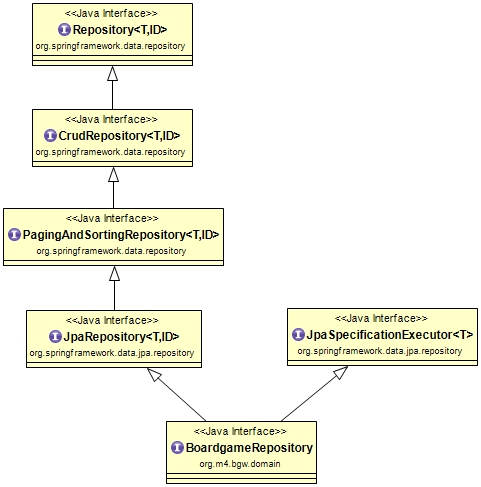 <<Java Interface>>
I Repository<T,ID>
org.springframework.data.repository
<<Java Interface>>
I CrudRepository<T,ID>
org.springframework.data.repository
<<Java Interface>>
I PagingAndSortingRepository<T,ID>
org.springframework.data.repository
<<Java Interface>>
I JpaRepository<T,ID>
org.springframework.data.jpa.repository
<<Java Interface>>
I JpaSpecificationExecutor<T>
org.springframework.data.jpa.repository
<<Java Interface>>
I BoardgameRepository
org.m4.bgw.domain